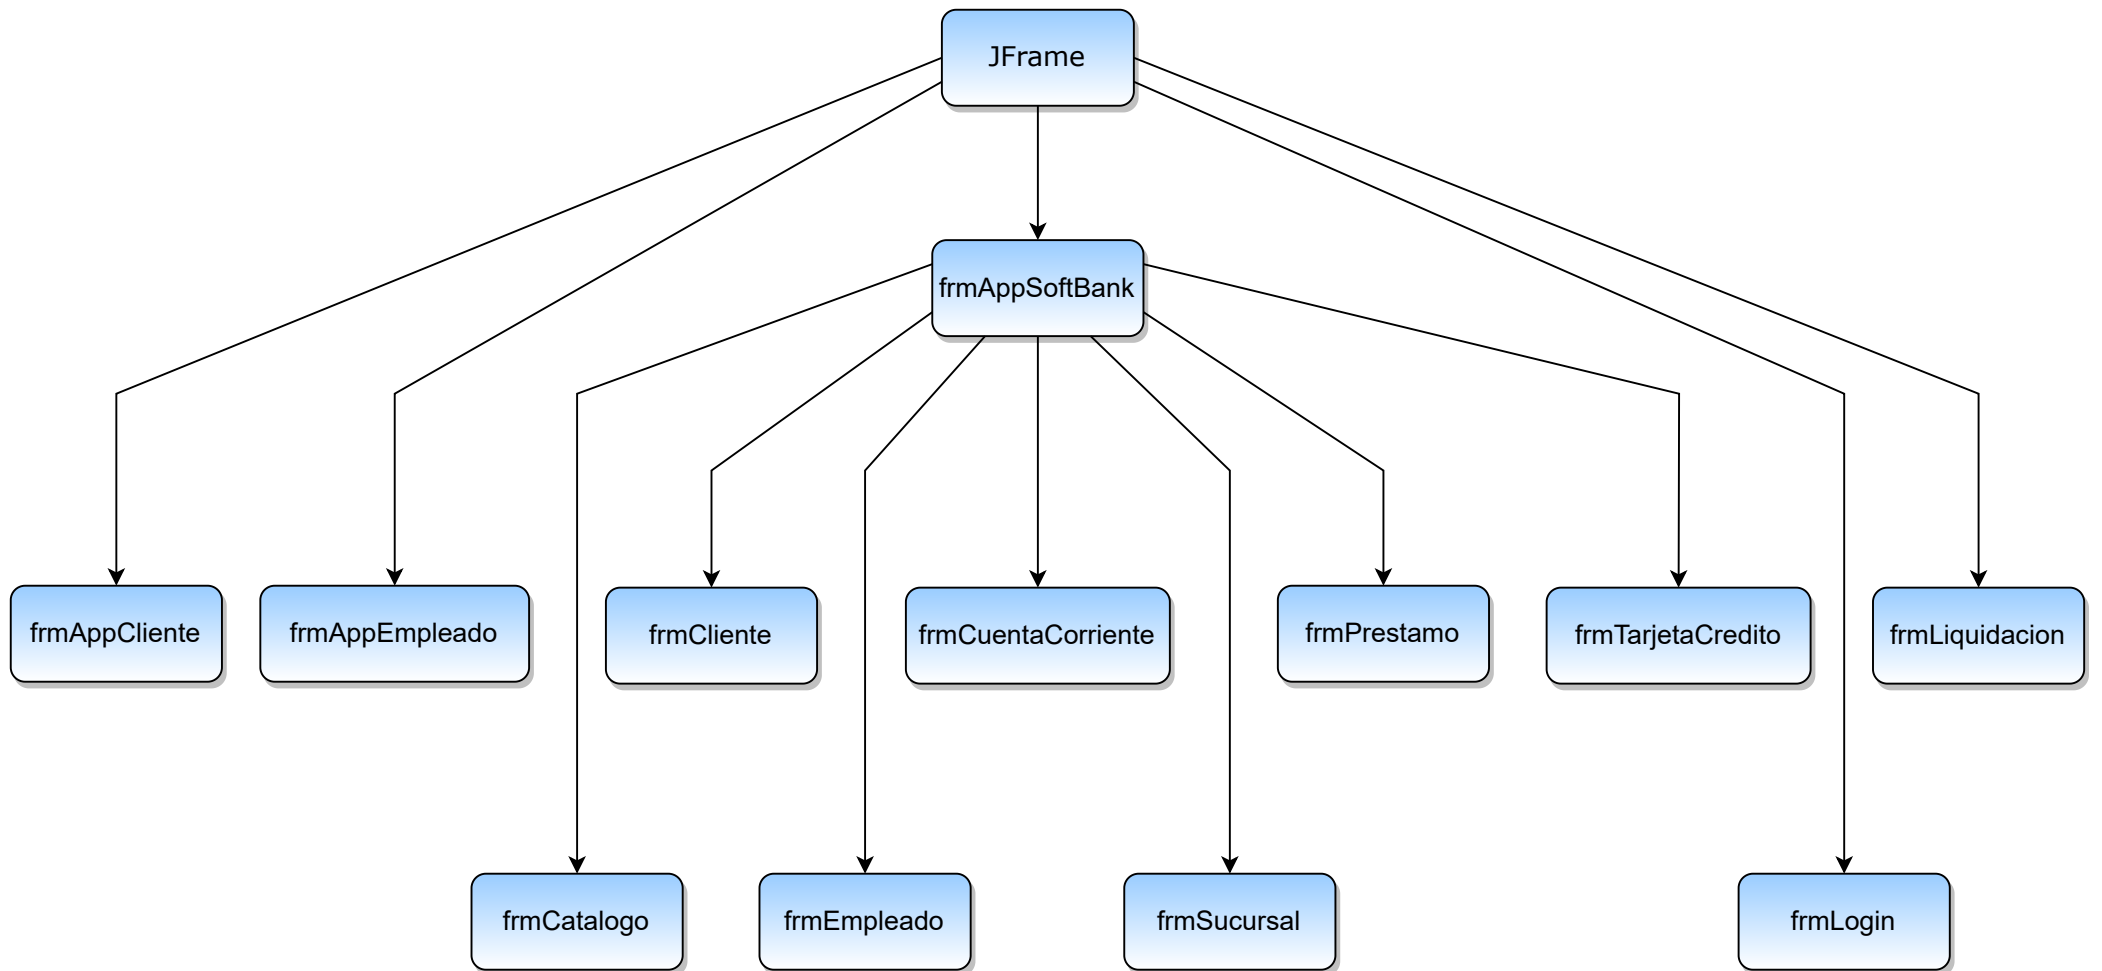 JFrame
frmAppSoftBank
frmAppCliente
frmAppEmpleado
frmCliente
frmCuentaCorriente
frmPrestamo
frmTarjetaCredito
frmLiquidacion
frmCatalogo
frmEmpleado
frmSucursal
frmLogin